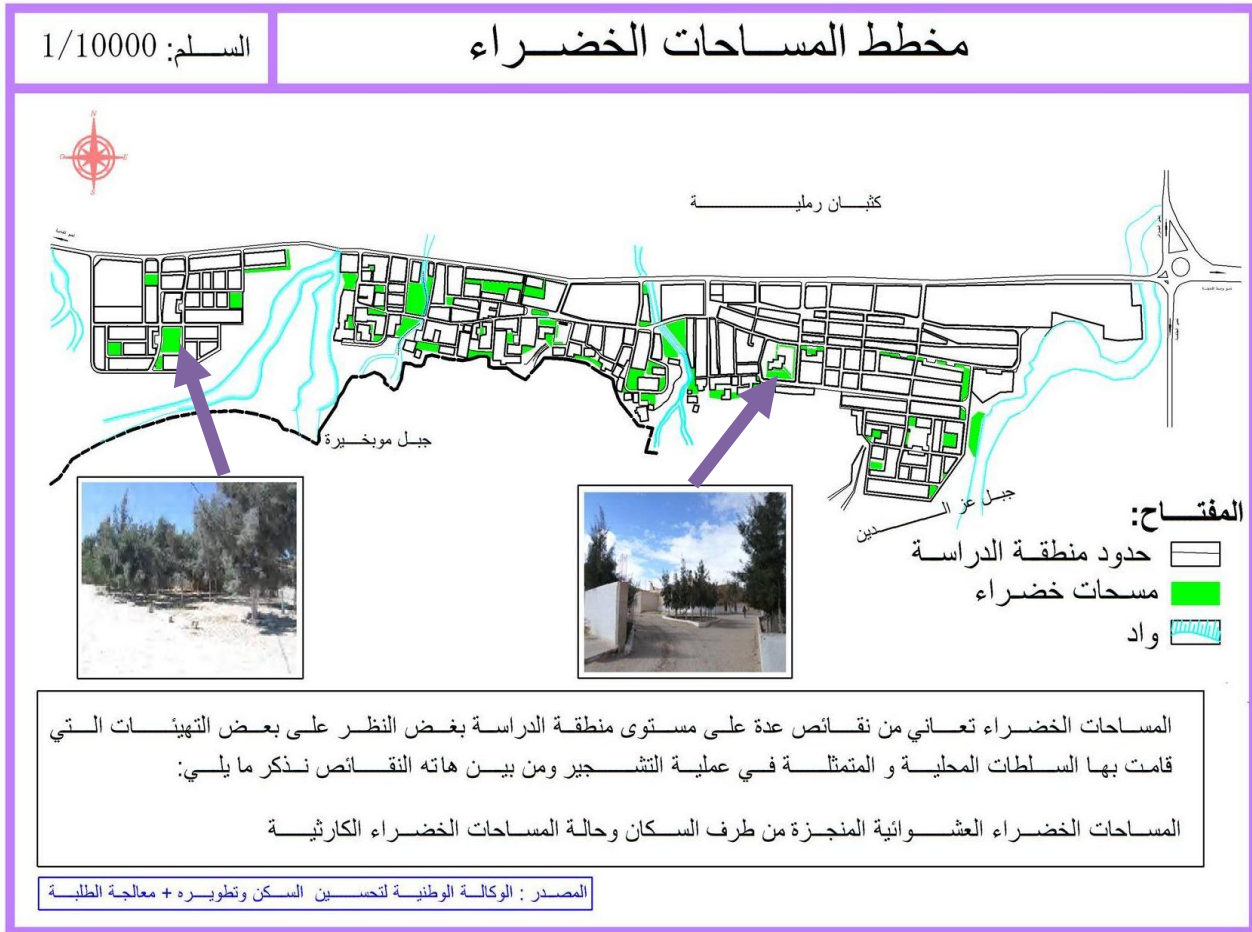 مخطط المساحات الخضراء
السلم: 1/10000
N
S
كثبان رملية
جبل موبخيرة
جبل عز الدين
المفتاح:
حدود منطقة الدراسة
مسحات خضراء
واد
المساحات الخضراء تعاني من نقائص عدة على مستوى منطقة الدراسة بغض النظر على بعض التهيئات التي
قامت بها السلطات المحلية و المتمثلة في عملية التشجير ومن بين هاته النقائص نذكر ما يلي:
المساحات الخضراء العشوائية المنجزة من طرف السكان وحالة المساحات الخضراء الكارثية
المصدر : الوكالة الوطنية لتحسين السكن وتطويره + معالجة الطلبة